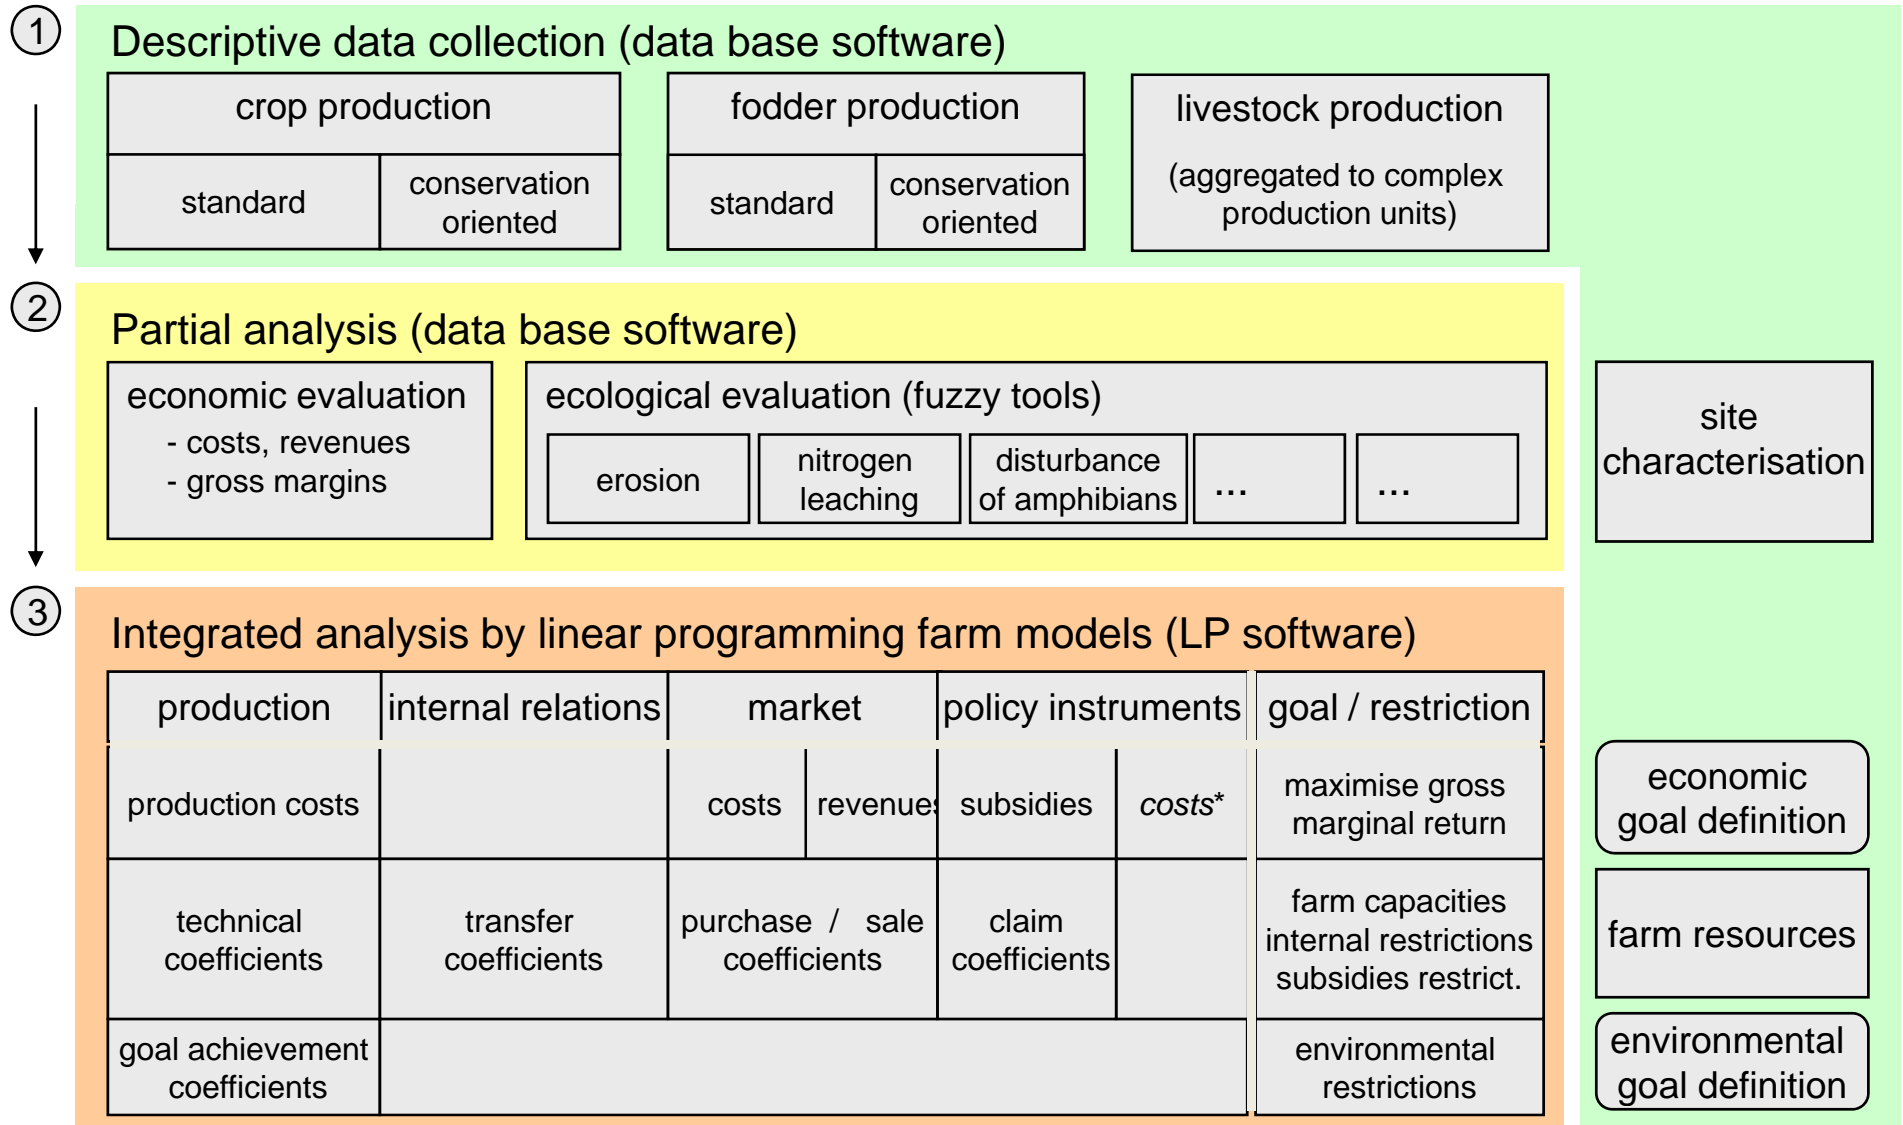 1
Descriptive data collection (data base software)
crop production
standard
conservation
oriented
fodder production
standard
conservation
oriented
livestock production
(aggregated to complex
production units)
2
Partial analysis (data base software)
economic evaluation
- costs, revenues
- gross margins
ecological evaluation (fuzzy tools)
erosion
nitrogen
leaching
disturbance
of amphibians
...
...
site
characterisation
3
Integrated analysis by linear programming farm models (LP software)
production
internal relations
market
policy instruments
goal / restriction
production costs
costs
revenues
subsidies
costs*
maximise gross
marginal return
economic
goal definition
technical
coefficients
transfer
coefficients
purchase / sale
coefficients
claim
coefficients
farm capacities
internal restrictions
subsidies restrict.
farm resources
goal achievement
coefficients
environmental
restrictions
environmental
goal definition